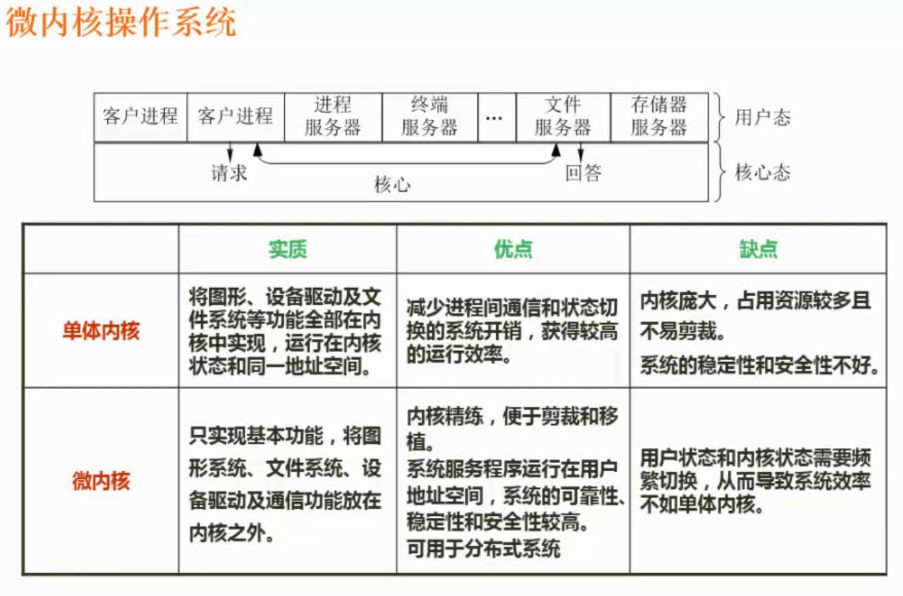 微内核操作系统
客户进程 客户进程 进程 终端 … 文件 存储器
服务器 服务器 服务器 服务器
用户态
请求 核心 回答
核心态
实质 优点 缺点
单体内核
将图形、设备驱动及文
件系统等功能全部在内
核中实现，运行在内核
状态和同一地址空间。
减少进程间通信和状态切
换的系统开销，获得较高
的运行效率。
内核庞大，占用资源较多且
不易剪裁。
系统的稳定性和安全性不好。
微内核
只实现基本功能，将图
形系统、文件系统、设
备驱动及通信功能放在
内核之外。
内核精练，便于剪裁和移
植。
系统服务程序运行在用户
地址空间，系统的可靠性、
稳定性和安全性较高。
可用于分布式系统
用户状态和内核状态需要频
繁切换，从而导致系统效率
不如单体内核。